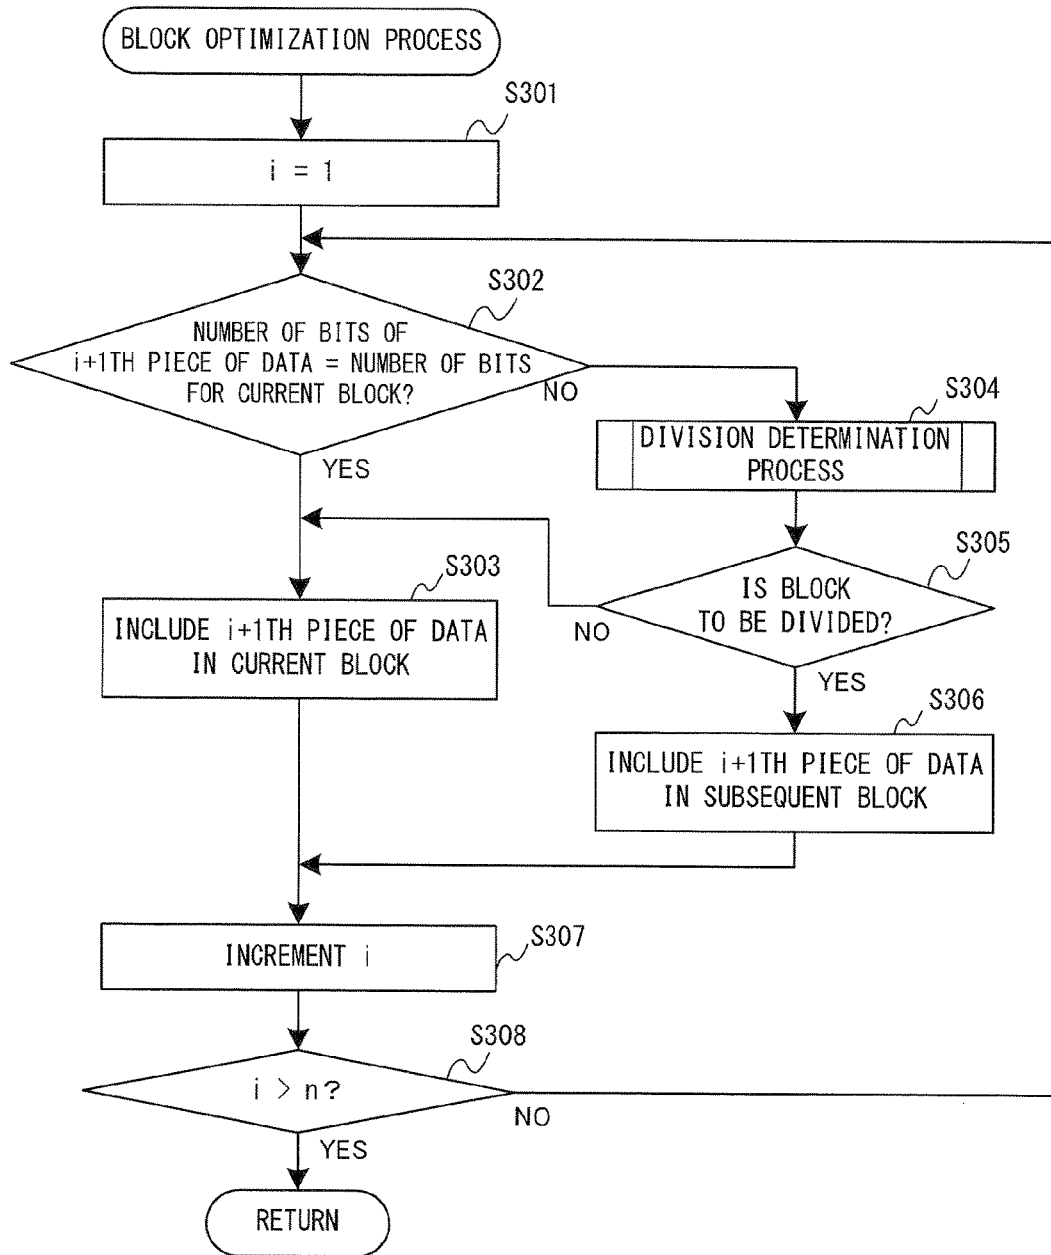 BLOCK OPTIMIZATION PROCESS
S301
i = 1
S302
NUMBER OF BITS OF
i+1TH PIECE OF DATA = NUMBER OF BITS
FOR CURRENT BLOCK?
NO
YES
S304
DIVISION DETERMINATION
PROCESS
S305
IS BLOCK
TO BE DIVIDED?
NO
YES
S303
INCLUDE i+1TH PIECE OF DATA
IN CURRENT BLOCK
S306
INCLUDE i+1TH PIECE OF DATA
IN SUBSEQUENT BLOCK
S307
INCREMENT i
S308
i > n?
NO
YES
RETURN